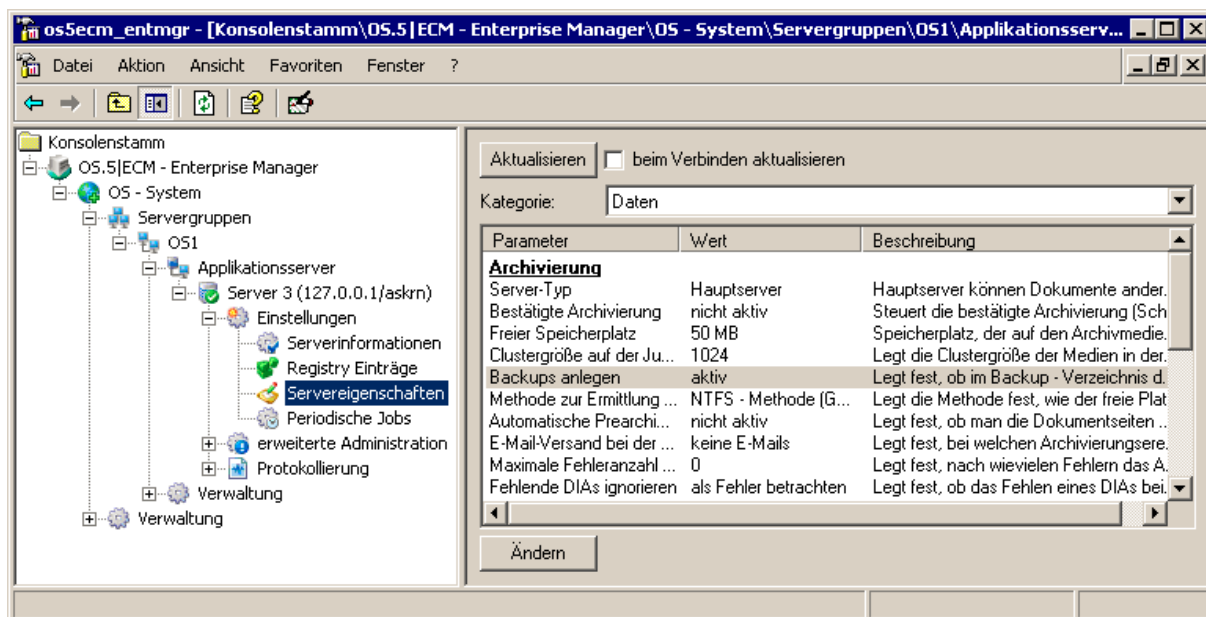 os5ecm_entmgr - [Konsolenstamm\OS.5|ECM - Enterprise Manager\OS - System\Servergruppen\OS1\Applikationsserv...
Datei Aktion Ansicht Favoriten Fenster ?
Konsolenstamm
OS.5|ECM - Enterprise Manager
OS - System
Servergruppen
OS1
Applikationsserver
Server 3 (127.0.0.1/askrn)
Einstellungen
Serverinformationen
Registry Einträge
Servereigenschaften
Periodische Jobs
erweiterte Administration
Protokollierung
Verwaltung
Verwaltung
Aktualisieren beim Verbinden aktualisieren
Kategorie: Daten
Parameter Wert Beschreibung
Archivierung
Server-Typ Hauptserver Hauptserver können Dokumente ander.
Bestätigte Archivierung nicht aktiv Steuert die bestätigte Archivierung (Sch
Freier Speicherplatz 50 MB Speicherplatz, der auf den Archivmedie.
Clustergröße auf der Ju... 1024 Legt die Clustergröße der Medien in der.
Backups anlegen aktiv Legt fest, ob im Backup - Verzeichnis d.
Methode zur Ermittlung ... NTFS - Methode (G... Legt die Methode fest, wie der freie Plat
Automatische Prearchi... nicht aktiv Legt fest, ob man die Dokumentseiten ..
E-Mail-Versand bei der ... keine E-Mails Legt fest, bei welchen Archivierungsere.
Maximale Fehleranzahl ... 0 Legt fest, nach wievielen Fehlern das A.
Fehlende DIAs ignorieren als Fehler betrachten Legt fest, ob das Fehlen eines DIAs bei.
Ändern